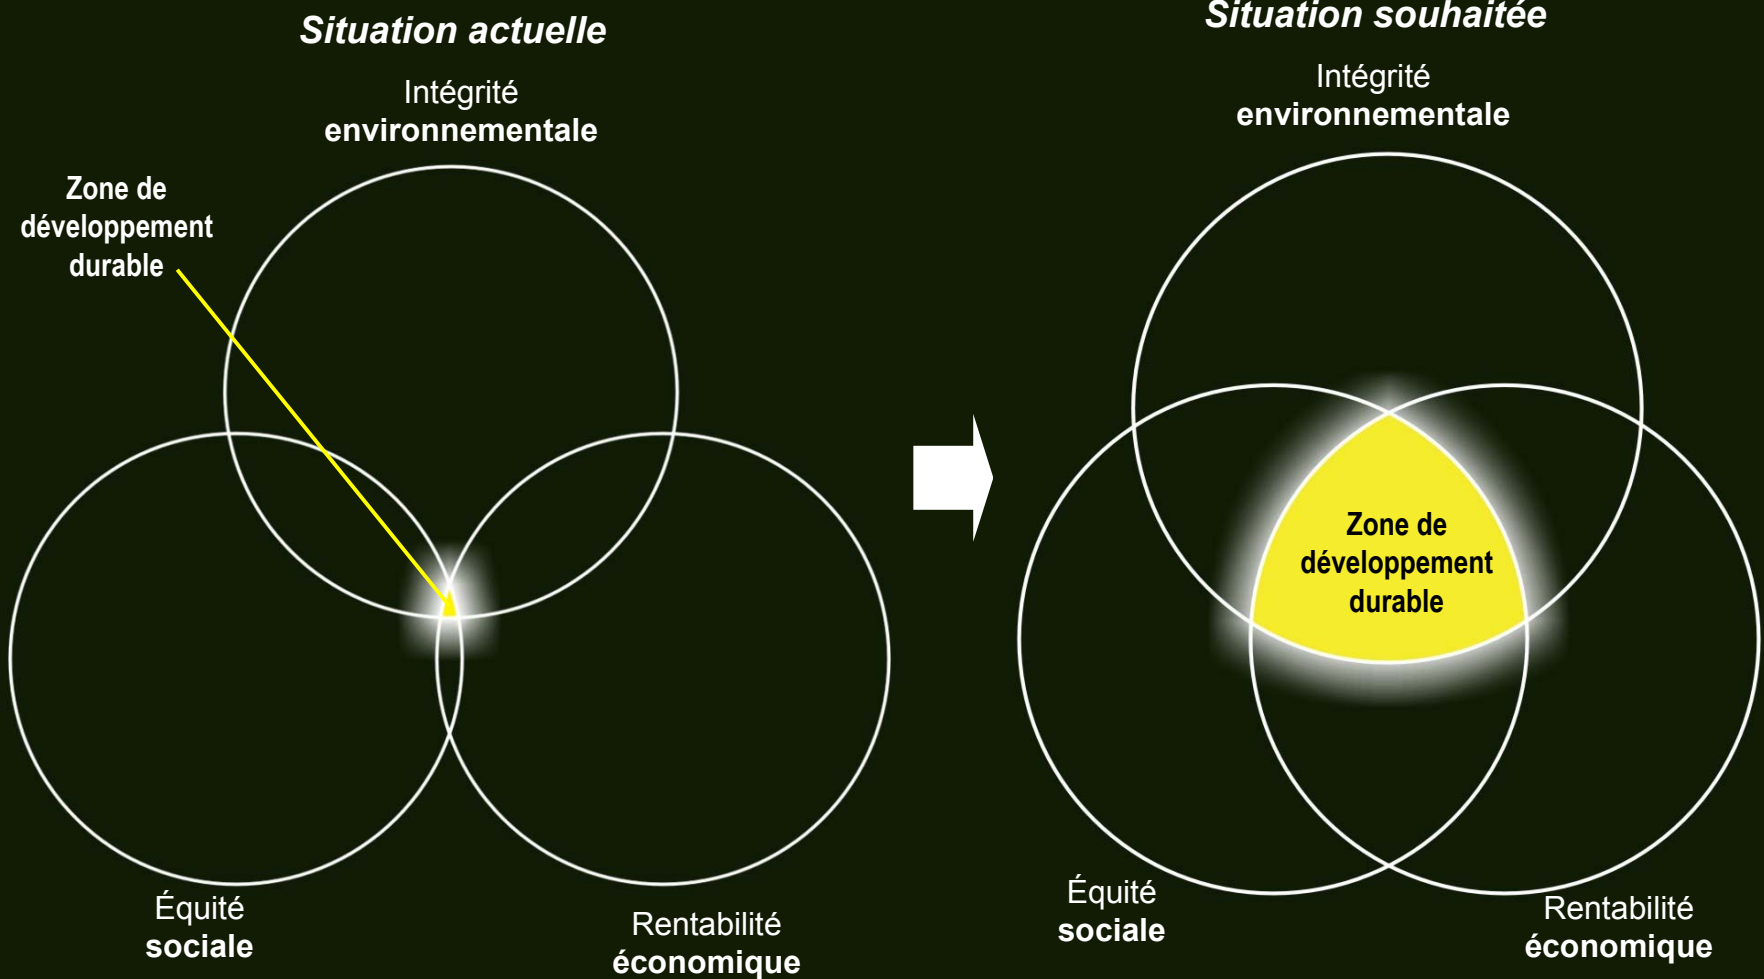 Situation actuelle
Intégrité
environnementale
Zone de
développement
durable
Équité
sociale
Rentabilité
économique
Situation souhaitée
Intégrité
environnementale
Zone de
développement
durable
Équité
sociale
Rentabilité
économique